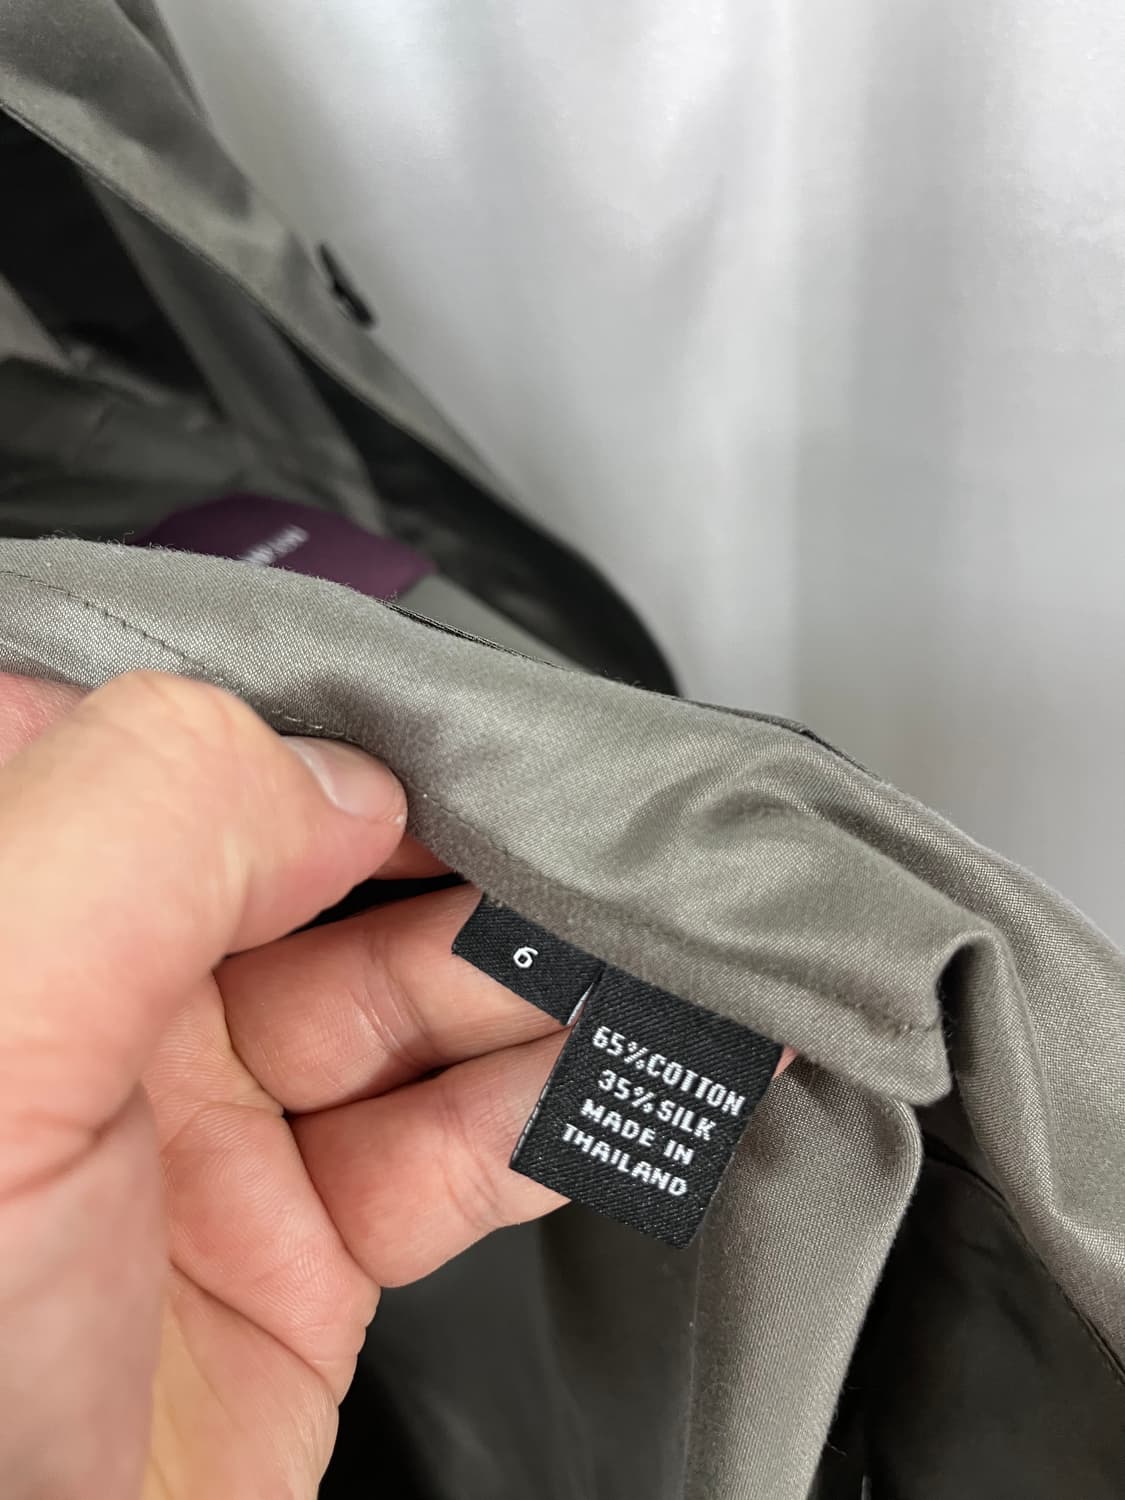 6
65%COTTON
35%SILK
MADE IN
THAILAND